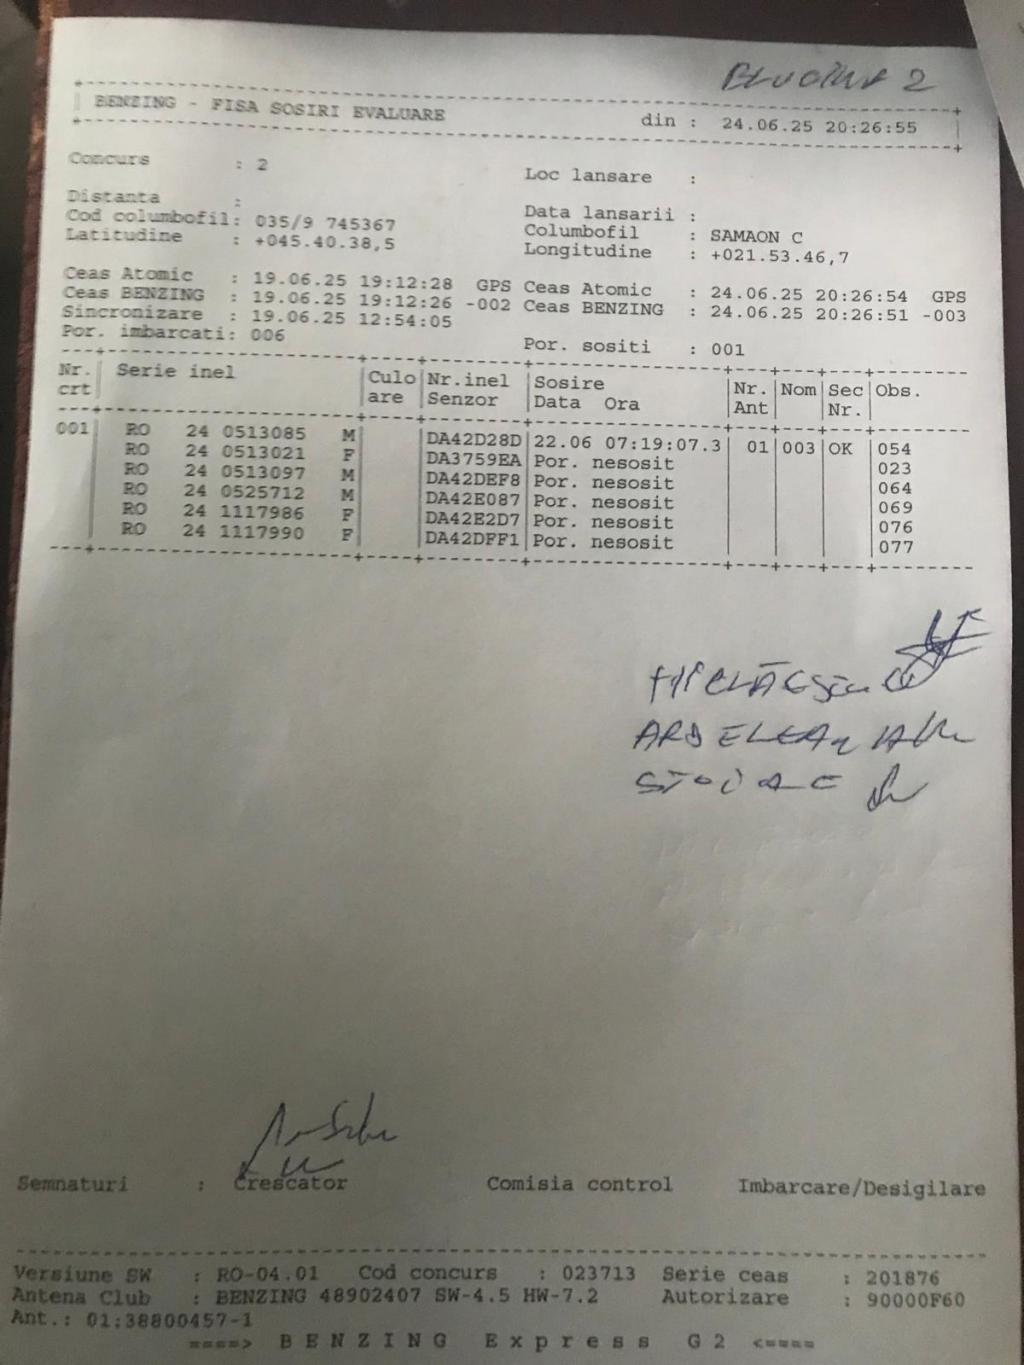 2
BENZING - FISA SOSIRI EVALUARE din : 24.06.25 20:26:55
Concurs : 2 Loc lansare :
Distanta : Data lansarii :
Cod columbofil: 035/9 745367 Columbofil : SAMAON C
Latitudine : +045.40.38,5 Longitudine : +021.53.46,7
Ceas Atomic : 19.06.25 19:12:28 GPS Ceas Atomic : 24.06.25 20:26:54 GPS
Ceas BENZING : 19.06.25 19:12:26 -002 Ceas BENZING : 24.06.25 20:26:51 -003
Sincronizare : 19.06.25 12:54:05
Por. imbarcati: 006 Por. sositi : 001
Nr. Serie inel Culo Nr.inel Sosire Nr. Nom Sec Obs.
crt are Senzor Data Ora Ant Nr.
001 RO 24 0513085 M DA42D28D 22.06 07:19:07.3 01 003 OK 054
RO 24 0513021 F DA3759EA Por. nesosit 023
RO 24 0513097 M DA42DEF8 Por. nesosit 064
RO 24 0525712 M DA42E087 Por. nesosit 069
RO 24 1117986 F DA42E2D7 Por. nesosit 076
RO 24 1117990 F DA42DFF1 Por. nesosit 077
ARDELEAN
Semnaturi : Crescator Comisia control Imbarcare/Desigilare
Versiune SW : RO-04.01 Cod concurs : 023713 Serie ceas : 201876
Antena Club : BENZING 48902407 SW-4.5 HW-7.2 Autorizare : 90000F60
Ant.: 01:38800457-1
====> B E N Z I N G E x p r e s s G 2 <====